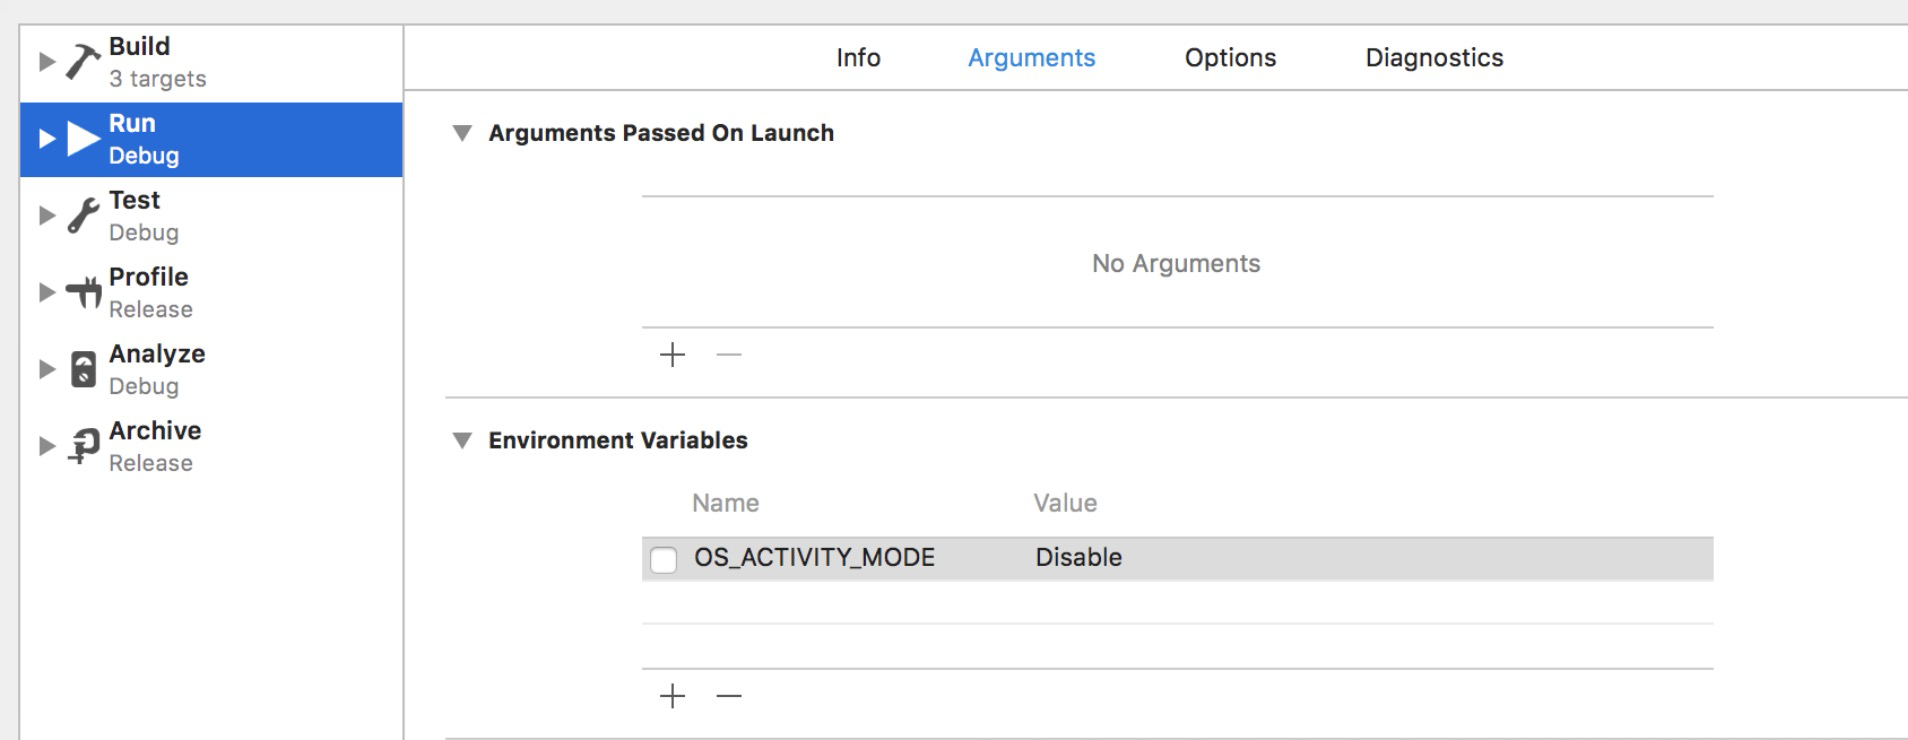 Build
3 targets
Run
Debug
Test
Debug
Profile
Release
Analyze
Debug
Archive
Release
Info Arguments Options Diagnostics
Arguments Passed On Launch
No Arguments
Environment Variables
Name Value
OS_ACTIVITY_MODE Disable